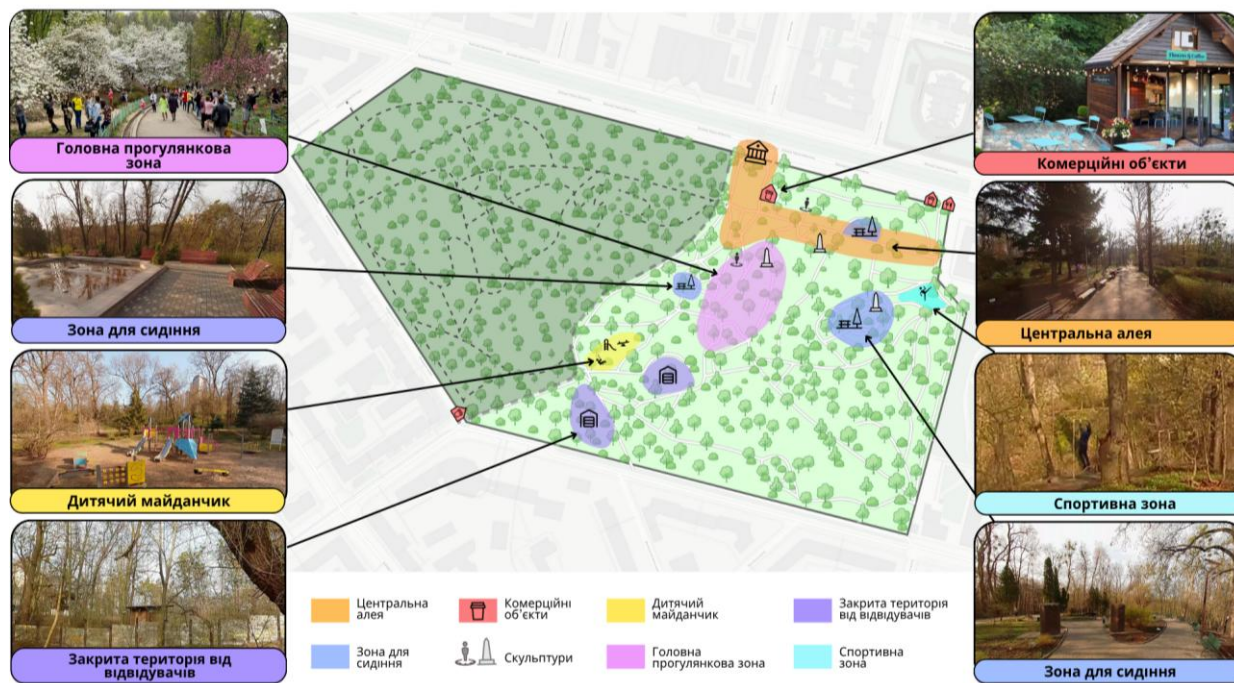 Головна прогулянкова
зона
Зона для сидіння
Дитячий майданчик
Закрита територія від
відвідувачів
Комерційні об’єкти
Центральна алея
Спортивна зона
Зона для сидіння
Центральна
алея
Комерційні
об’єкти
Дитячий
майданчик
Закрита територія
від відвідувачів
Зона для
сидіння
Скульптури
Головна
прогулянкова зона
Спортивна
зона